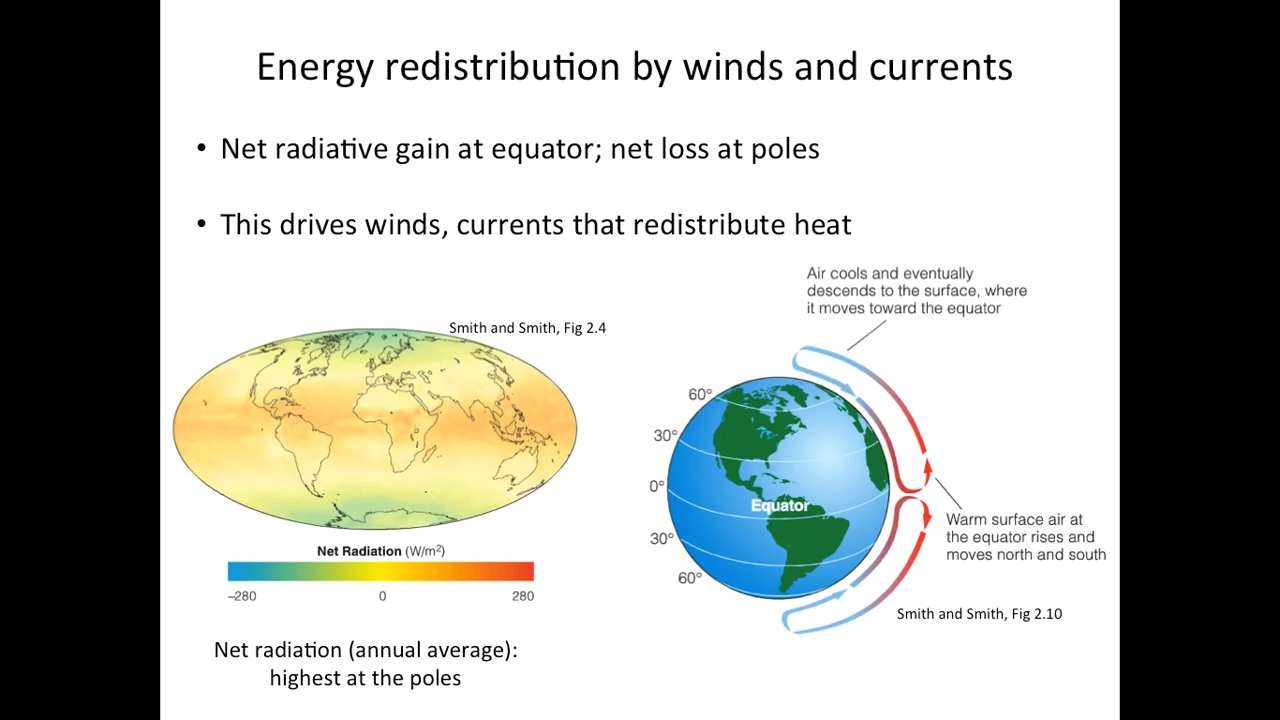 Energy redistribution by winds and currents
• Net radiative gain at equator; net loss at poles
• This drives winds, currents that redistribute heat
Air cools and eventually
descends to the surface, where
it moves toward the equator
Smith and Smith, Fig 2.4
60°
30°
0°
Equator
30°
60°
Warm surface air at
the equator rises and
moves north and south
Smith and Smith, Fig 2.10
Net Radiation (W/m²)
–280 0 280
Net radiation (annual average):
highest at the poles